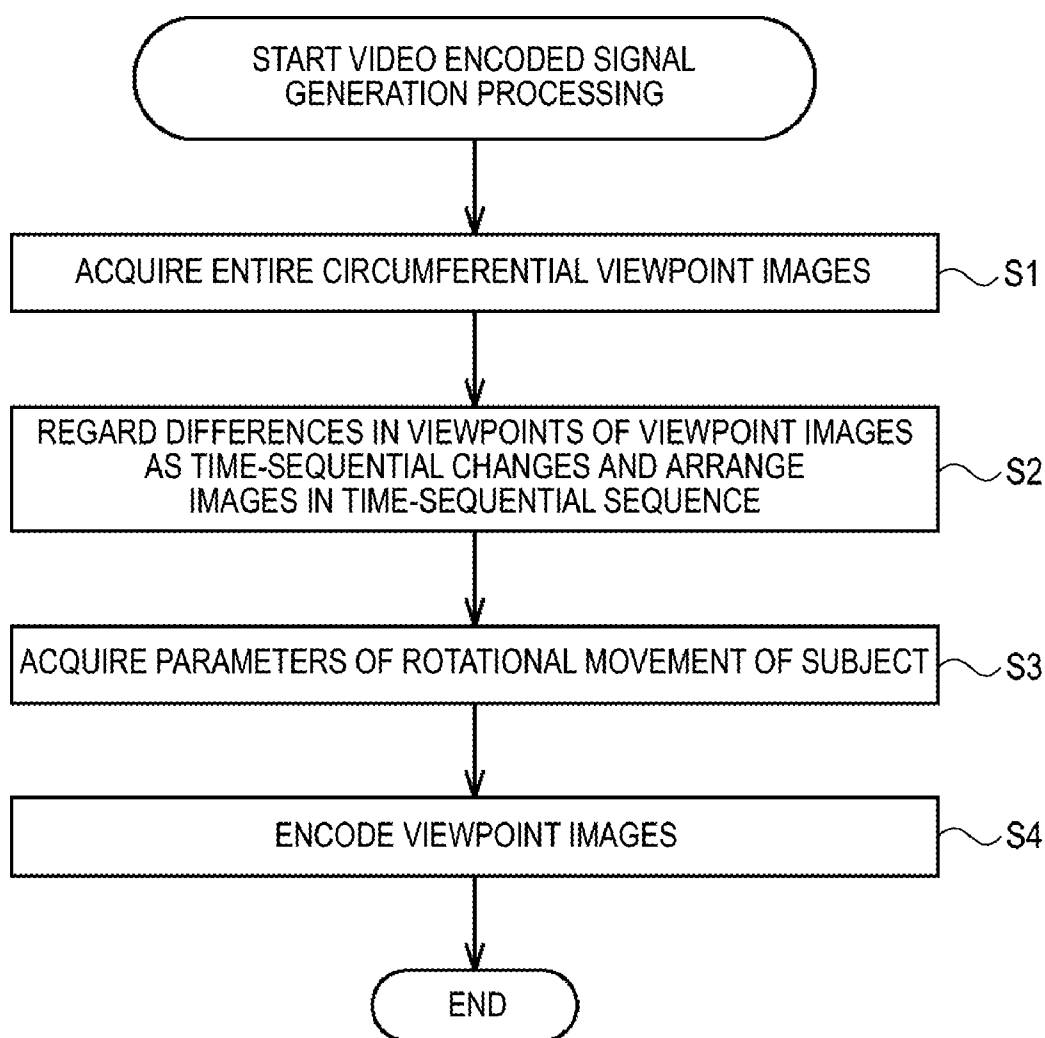 START VIDEO ENCODED SIGNAL
GENERATION PROCESSING
ACQUIRE ENTIRE CIRCUMFERENTIAL VIEWPOINT IMAGES
S1
REGARD DIFFERENCES IN VIEWPOINTS OF VIEWPOINT IMAGES
AS TIME-SEQUENTIAL CHANGES AND ARRANGE
IMAGES IN TIME-SEQUENTIAL SEQUENCE
S2
ACQUIRE PARAMETERS OF ROTATIONAL MOVEMENT OF SUBJECT
S3
ENCODE VIEWPOINT IMAGES
S4
END